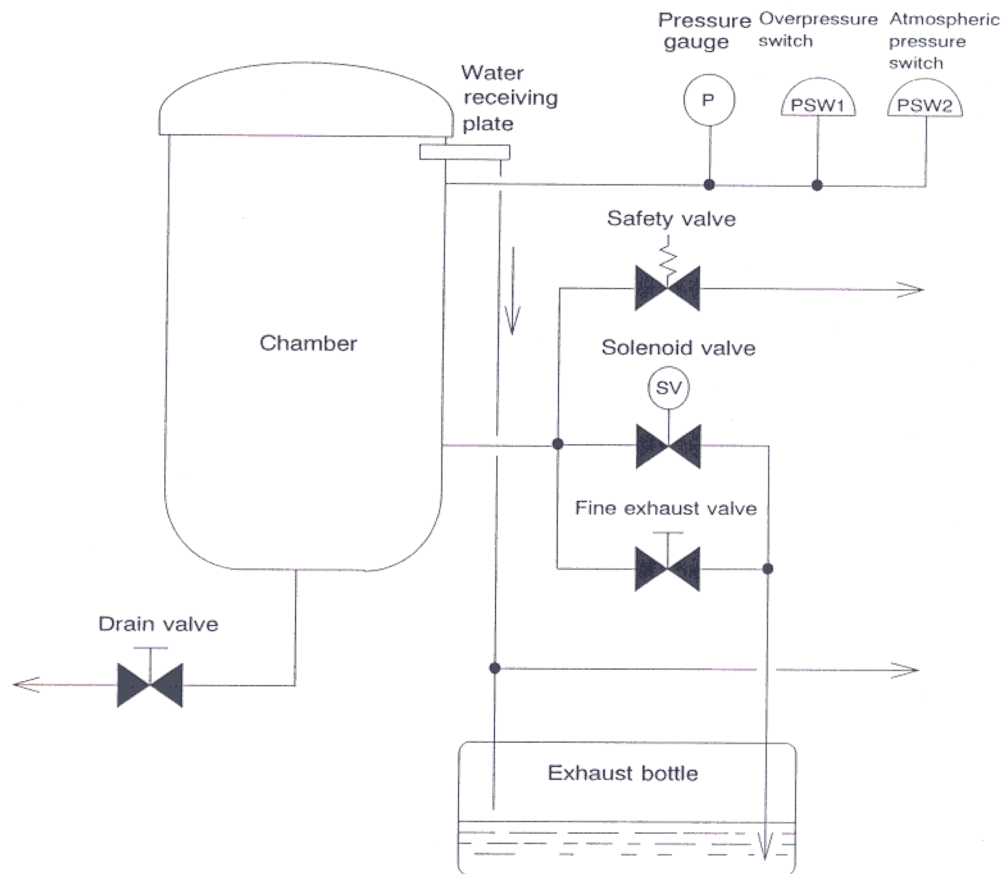 Pressure
gauge
Overpressure
switch
Atmospheric
pressure
switch
Water
receiving
plate
P
PSW1
PSW2
Safety valve
Chamber
Solenoid valve
SV
Fine exhaust valve
Drain valve
Exhaust bottle